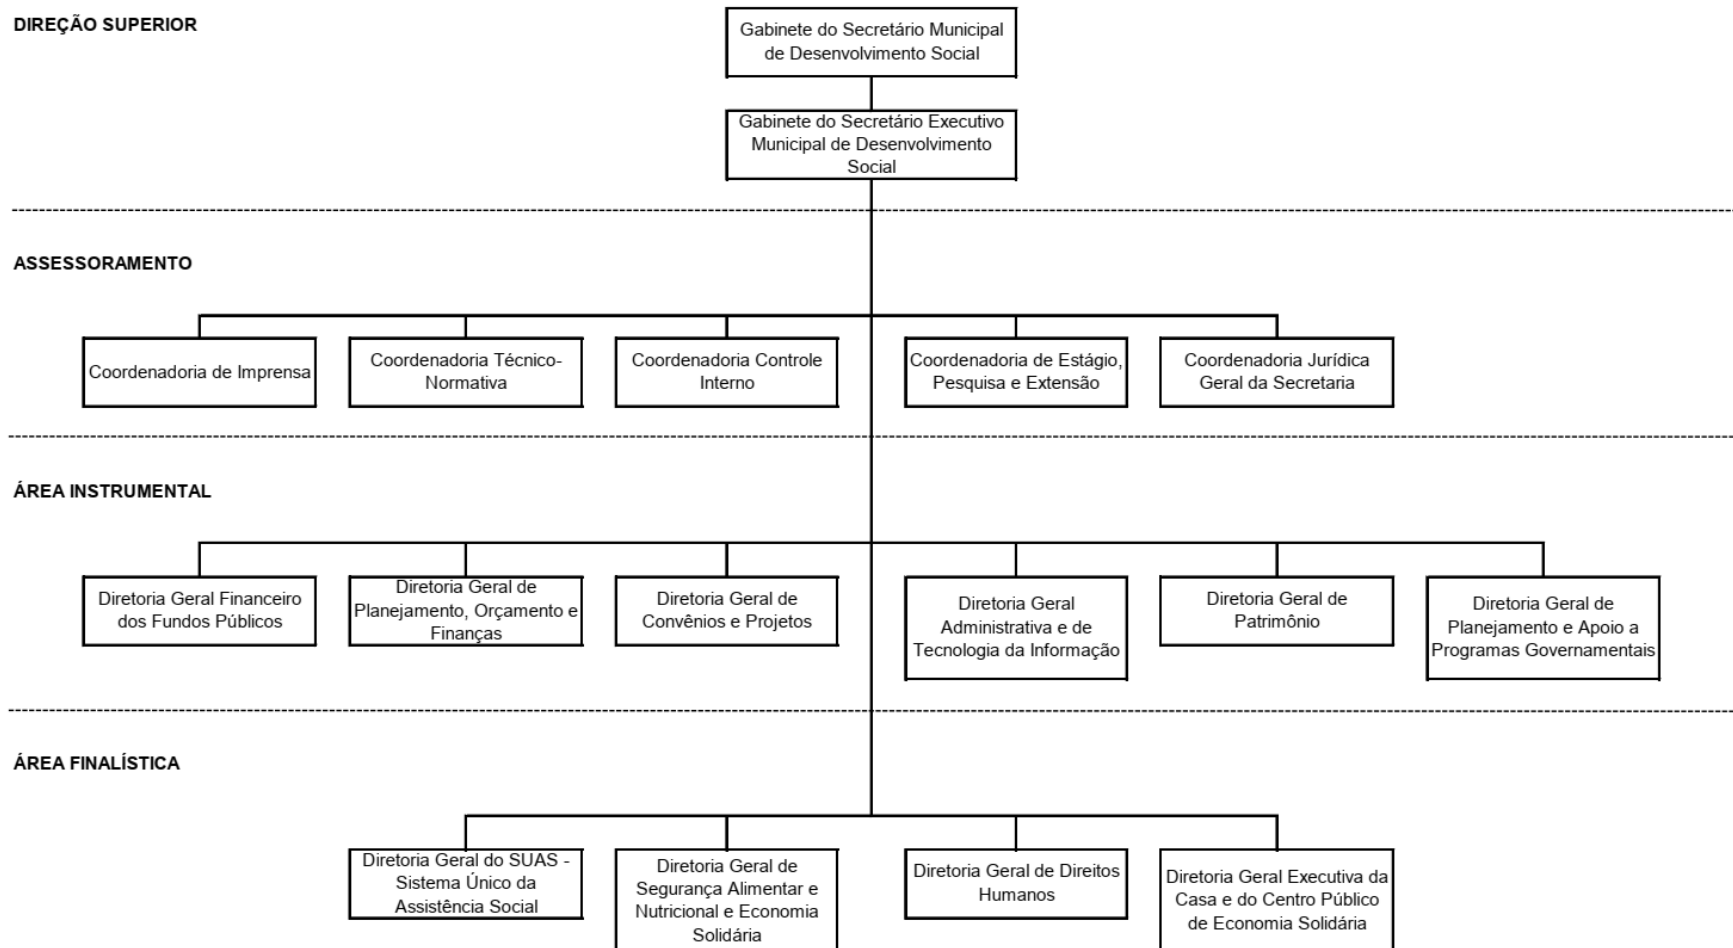 DIREÇÃO SUPERIOR
Gabinete do Secretário Municipal
de Desenvolvimento Social
Gabinete do Secretário Executivo
Municipal de Desenvolvimento
Social
ASSESSORAMENTO
Coordenadoria de Imprensa
Coordenadoria Técnico-
Normativa
Coordenadoria Controle
Interno
Coordenadoria de Estágio,
Pesquisa e Extensão
Coordenadoria Jurídica
Geral da Secretaria
ÁREA INSTRUMENTAL
Diretoria Geral Financeiro
dos Fundos Públicos
Diretoria Geral de
Planejamento, Orçamento e
Finanças
Diretoria Geral de
Convênios e Projetos
Diretoria Geral
Administrativa e de
Tecnologia da Informação
Diretoria Geral de
Patrimônio
Diretoria Geral de
Planejamento e Apoio a
Programas Governamentais
ÁREA FINALÍSTICA
Diretoria Geral do SUAS -
Sistema Único da
Assistência Social
Diretoria Geral de
Segurança Alimentar e
Nutricional e Economia
Solidária
Diretoria Geral de Direitos
Humanos
Diretoria Geral Executiva da
Casa e do Centro Público
de Economia Solidária